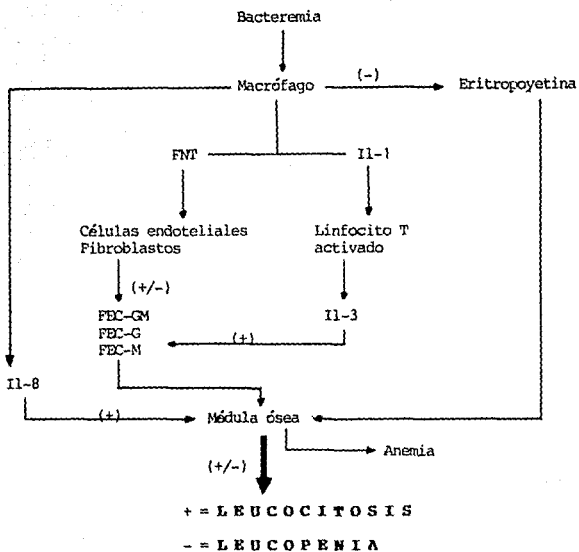 Bacteremia
Macrófago (-) Eritropoyetina
FNT Il-1
Células endoteliales Linfocito T
Fibroblastos activado
(+/-)
FEC-GM Il-3
FEC-G (+)
FEC-M
Il-8
(+) Médula ósea
(+/-) Anemia
+ = LEUCOCITOSIS
- = LEUCOPENIA